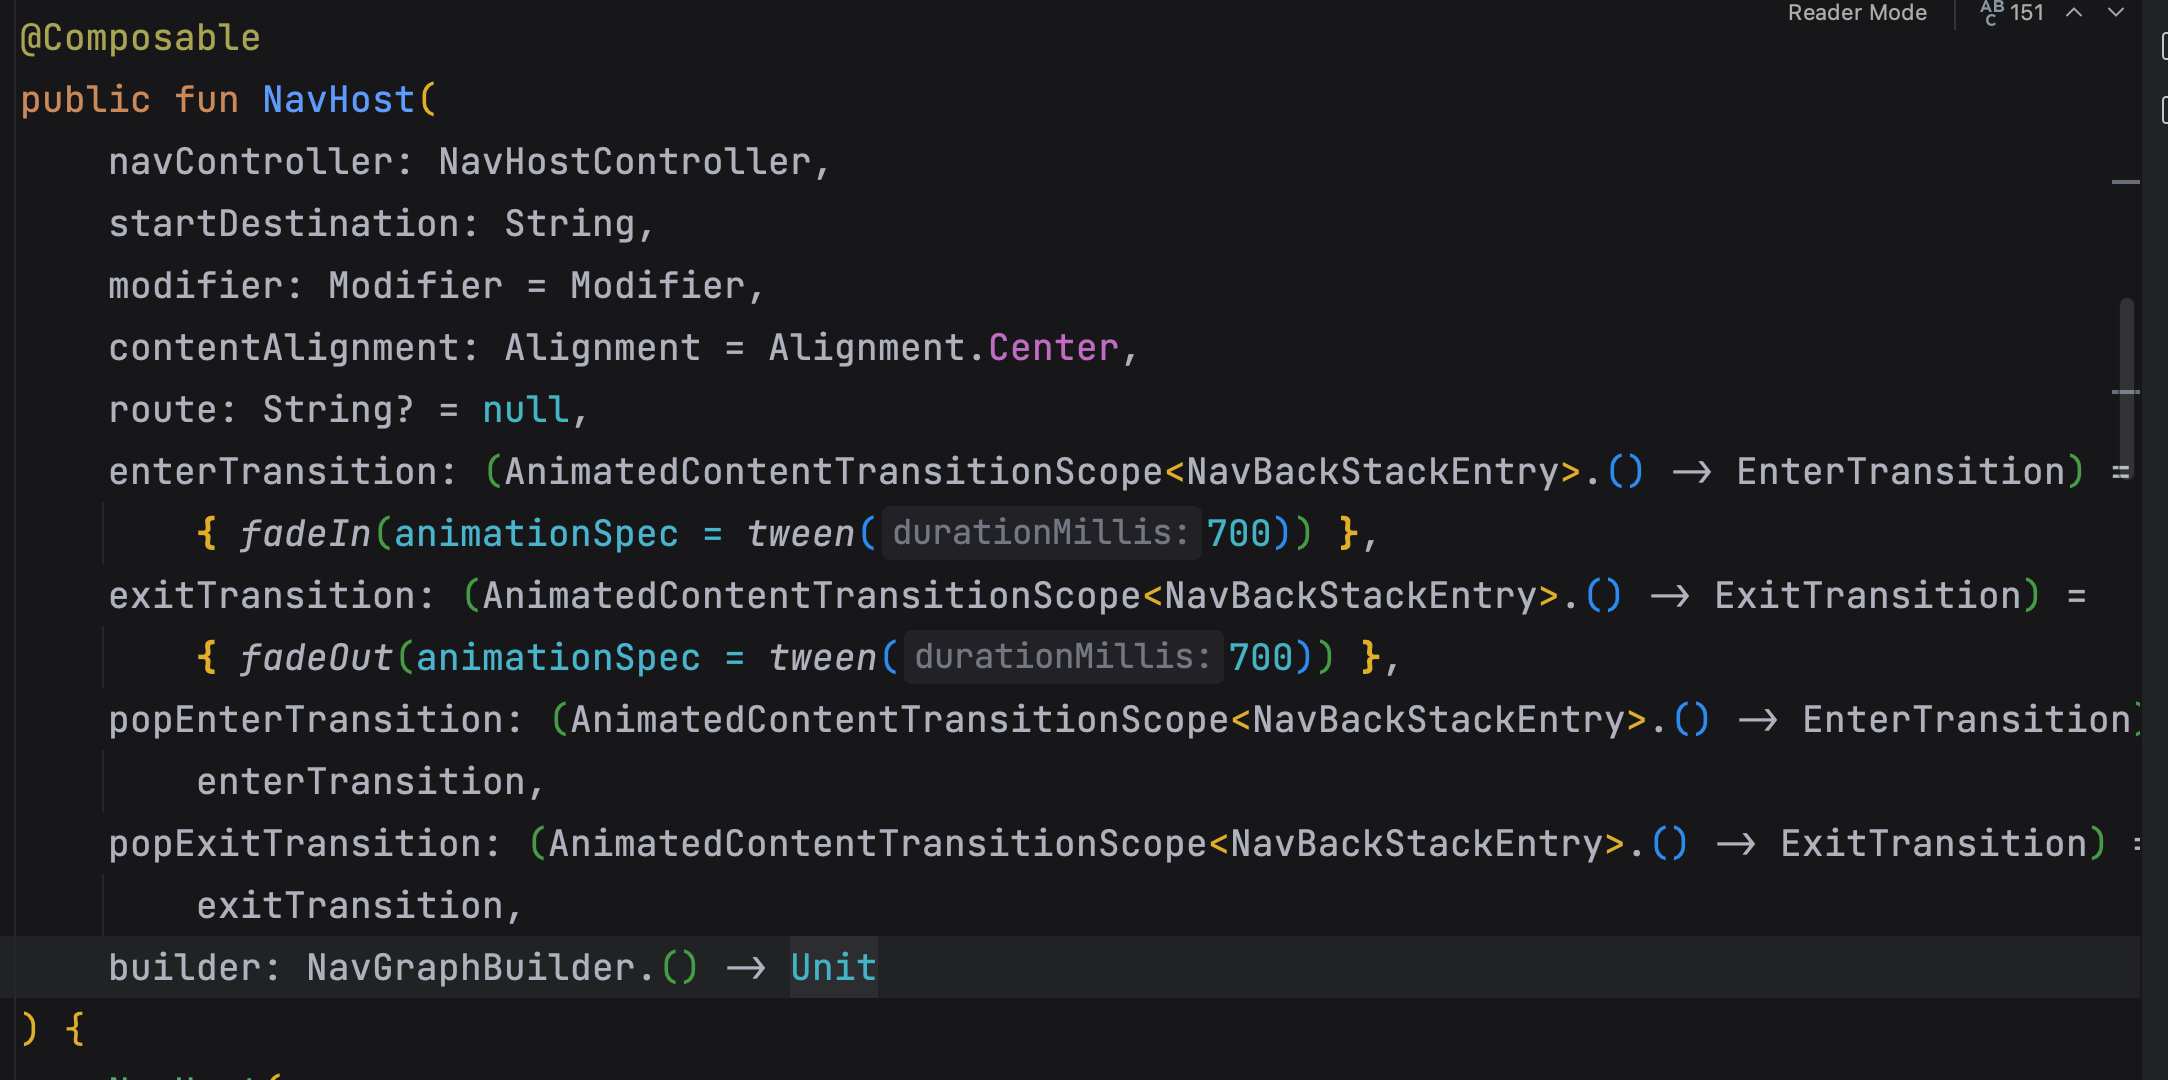 Reader Mode
ABC 151
@Composable
public fun NavHost(
navController: NavHostController,
startDestination: String,
modifier: Modifier = Modifier,
contentAlignment: Alignment = Alignment.Center,
route: String? = null,
enterTransition: (AnimatedContentTransitionScope<NavBackStackEntry>.() -> EnterTransition) =
{ fadeIn(animationSpec = tween( durationMillis: 700)) },
exitTransition: (AnimatedContentTransitionScope<NavBackStackEntry>.() -> ExitTransition) =
{ fadeOut(animationSpec = tween( durationMillis: 700)) },
popEnterTransition: (AnimatedContentTransitionScope<NavBackStackEntry>.() -> EnterTransition)
enterTransition,
popExitTransition: (AnimatedContentTransitionScope<NavBackStackEntry>.() -> ExitTransition) =
exitTransition,
builder: NavGraphBuilder.() -> Unit
) {